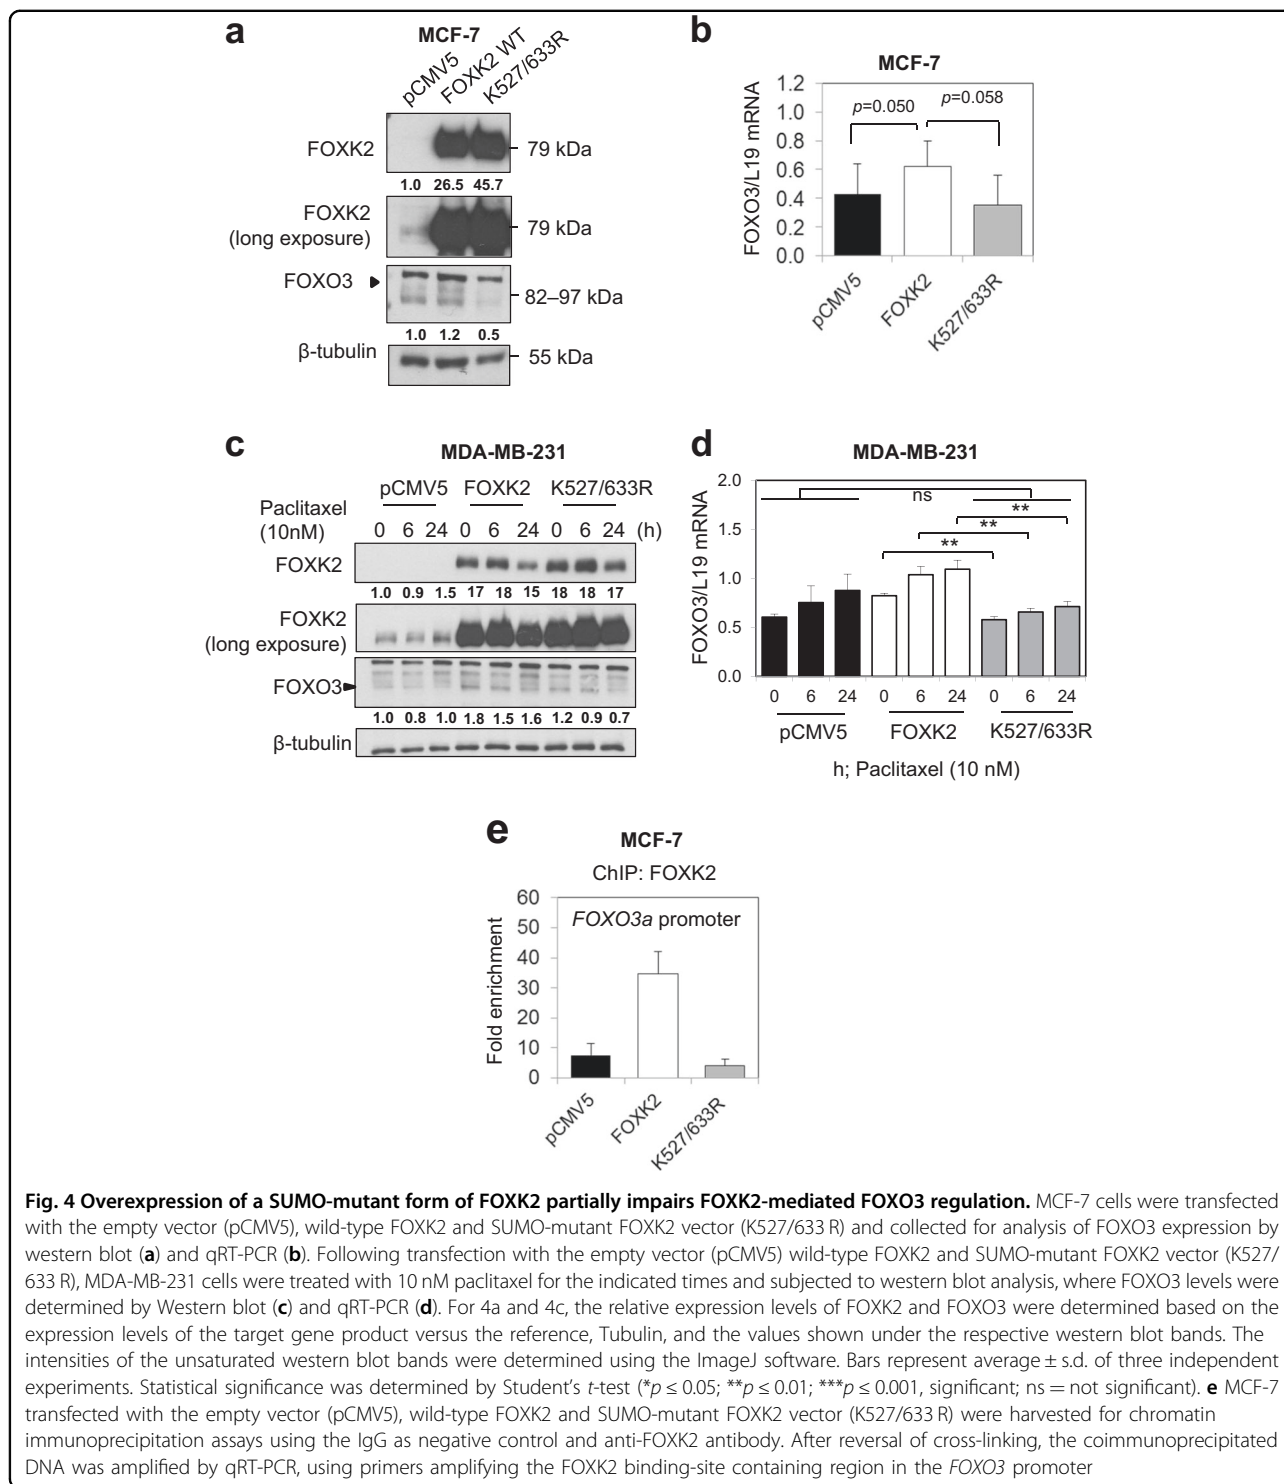 a
MCF-7
pCMV5
FOXK2 WT
K527/633R
FOXK2
79 kDa
1.0 26.5 45.7
FOXK2
(long exposure)
79 kDa
FOXO3
82–97 kDa
1.0 1.2 0.5
β-tubulin
55 kDa
b
MCF-7
FOXO3/L19 mRNA
1.2
1.0
0.8
0.6
0.4
0.2
0.0
p=0.050
p=0.058
pCMV5
FOXK2
K527/633R
c
MDA-MB-231
pCMV5 FOXK2 K527/633R
Paclitaxel
(10nM)
0 6 24 0 6 24 0 6 24 (h)
FOXK2
1.0 0.9 1.5 17 18 15 18 18 17
FOXK2
(long exposure)
FOXO3
1.0 0.8 1.0 1.8 1.5 1.6 1.2 0.9 0.7
β-tubulin
d
MDA-MB-231
FOXO3/L19 mRNA
2.0
1.5
1.0
0.5
0.0
ns
**
**
**
0 6 24 0 6 24 0 6 24
pCMV5 FOXK2 K527/633R
h; Paclitaxel (10 nM)
e
MCF-7
ChIP: FOXK2
FOXO3a promoter
Fold enrichment
60
50
40
30
20
10
0
pCMV5
FOXK2
K527/633R
Fig. 4 Overexpression of a SUMO-mutant form of FOXK2 partially impairs FOXK2-mediated FOXO3 regulation. MCF-7 cells were transfected
with the empty vector (pCMV5), wild-type FOXK2 and SUMO-mutant FOXK2 vector (K527/633 R) and collected for analysis of FOXO3 expression by
western blot (a) and qRT-PCR (b). Following transfection with the empty vector (pCMV5) wild-type FOXK2 and SUMO-mutant FOXK2 vector (K527/
633 R), MDA-MB-231 cells were treated with 10 nM paclitaxel for the indicated times and subjected to western blot analysis, where FOXO3 levels were
determined by Western blot (c) and qRT-PCR (d). For 4a and 4c, the relative expression levels of FOXK2 and FOXO3 were determined based on the
expression levels of the target gene product versus the reference, Tubulin, and the values shown under the respective western blot bands. The
intensities of the unsaturated western blot bands were determined using the ImageJ software. Bars represent average ± s.d. of three independent
experiments. Statistical significance was determined by Student's t-test (*p ≤ 0.05; **p ≤ 0.01; ***p ≤ 0.001, significant; ns = not significant). e MCF-7
transfected with the empty vector (pCMV5), wild-type FOXK2 and SUMO-mutant FOXK2 vector (K527/633 R) were harvested for chromatin
immunoprecipitation assays using the IgG as negative control and anti-FOXK2 antibody. After reversal of cross-linking, the coimmunoprecipitated
DNA was amplified by qRT-PCR, using primers amplifying the FOXK2 binding-site containing region in the FOXO3 promoter